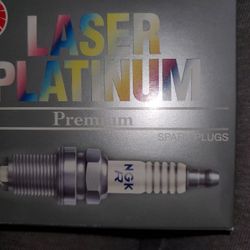 LASER
PLATINUM
Premium
SPARK PLUGS
NGK
R